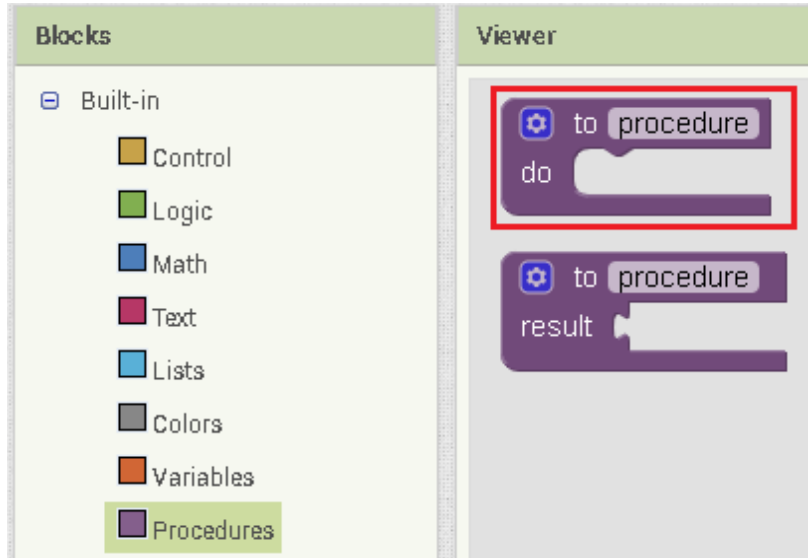 Blocks
Built-in
Control
Logic
Math
Text
Lists
Colors
Variables
Procedures
Viewer
to procedure
do
to procedure
result